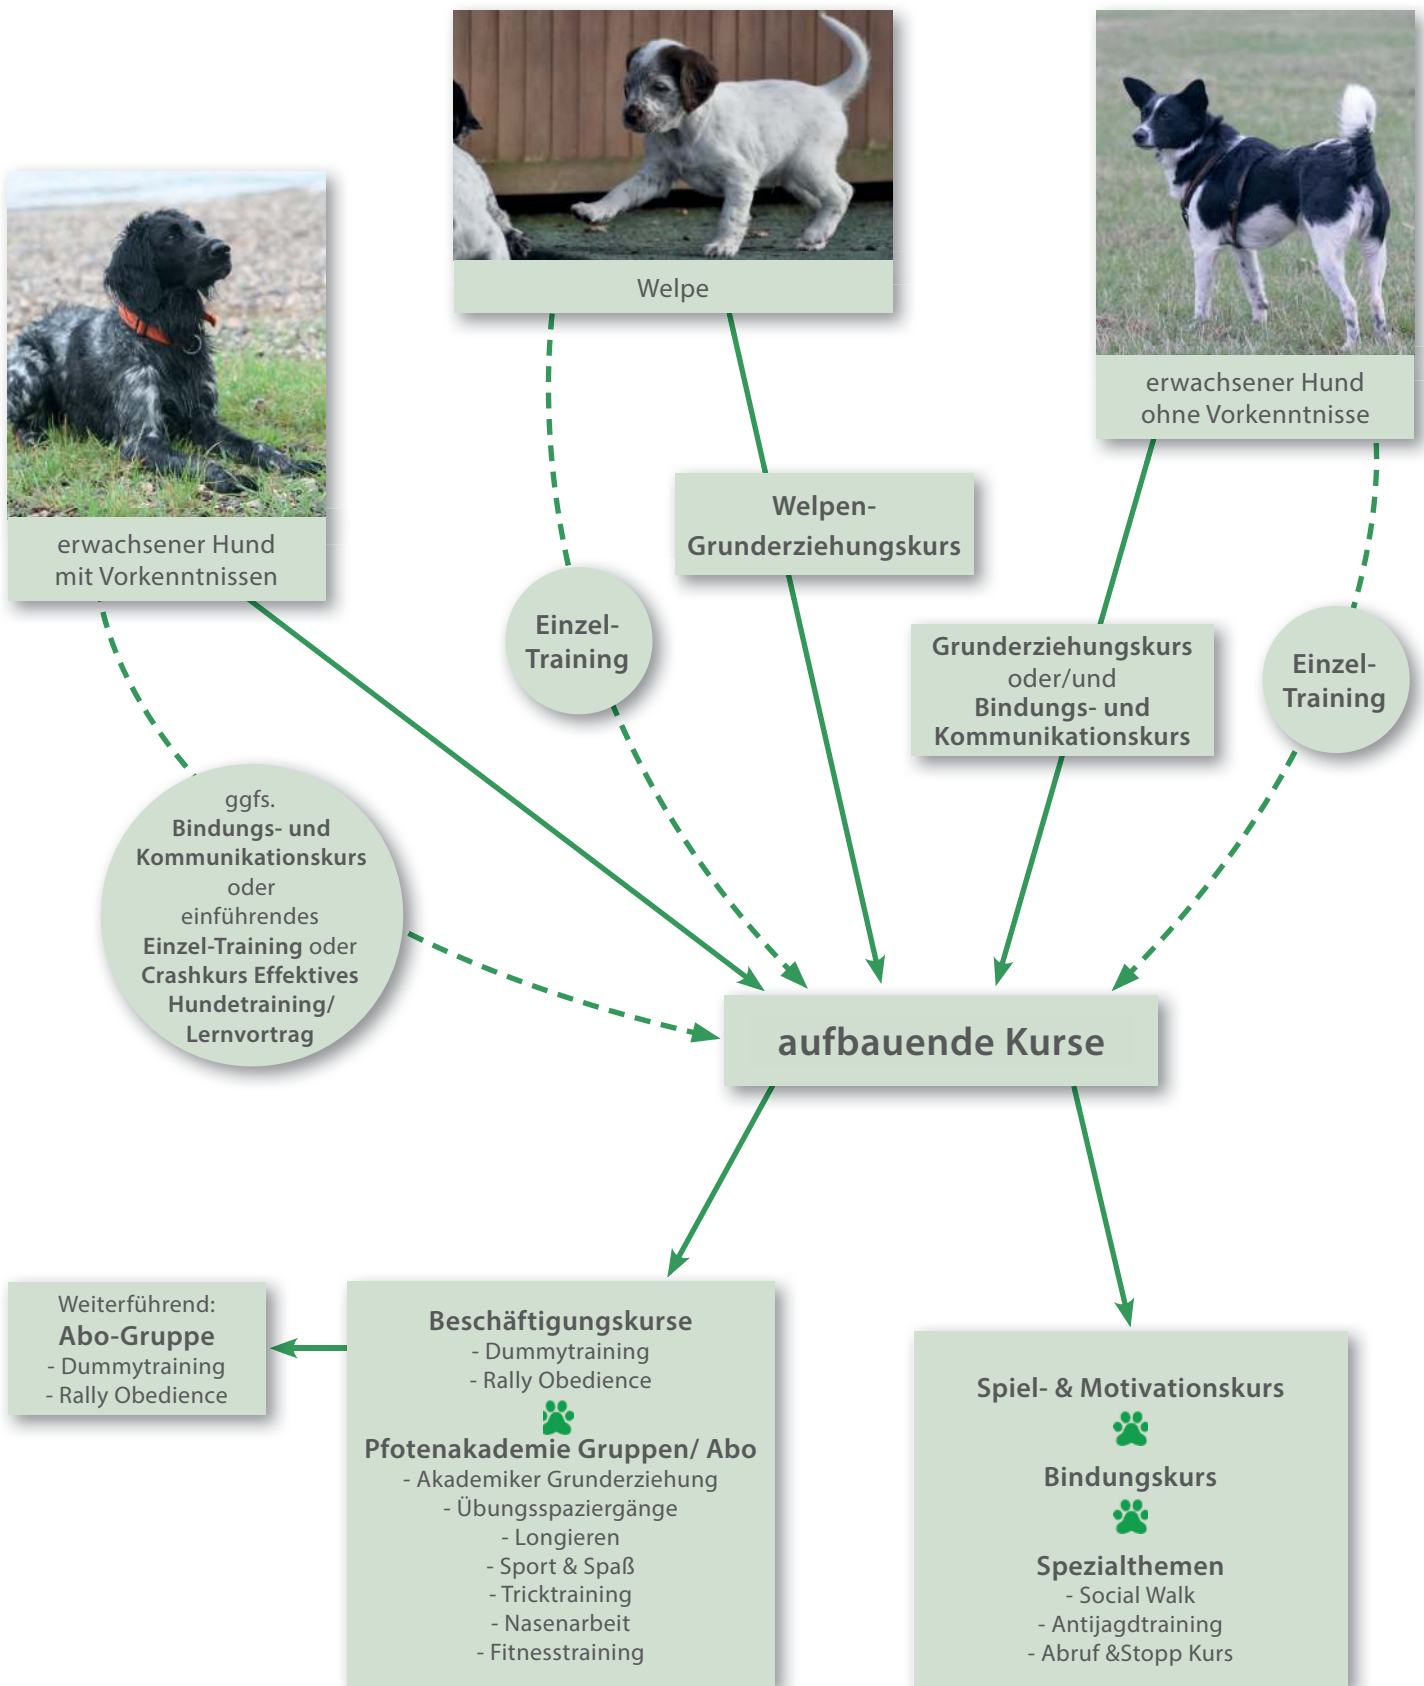 Welpe
erwachsener Hund
ohne Vorkenntnisse
erwachsener Hund
mit Vorkenntnissen
Welpen-
Grunderziehungskurs
Einzel-
Training
Grunderziehungskurs
oder/und
Bindungs- und
Kommunikationskurs
Einzel-
Training
ggfs.
Bindungs- und
Kommunikationskurs
oder
einführendes
Einzel-Training oder
Crashkurs Effektives
Hundetraining/
Lernvortrag
aufbauende Kurse
Weiterführend:
Abo-Gruppe
- Dummytraining
- Rally Obedience
Beschäftigungskurse
- Dummytraining
- Rally Obedience
Pfotenakademie Gruppen/ Abo
- Akademiker Grunderziehung
- Übungsspaziergänge
- Longieren
- Sport & Spaß
- Tricktraining
- Nasenarbeit
- Fitnesstraining
Spiel- & Motivationskurs
Bindungskurs
Spezialthemen
- Social Walk
- Antijagdtraining
- Abruf &Stopp Kurs